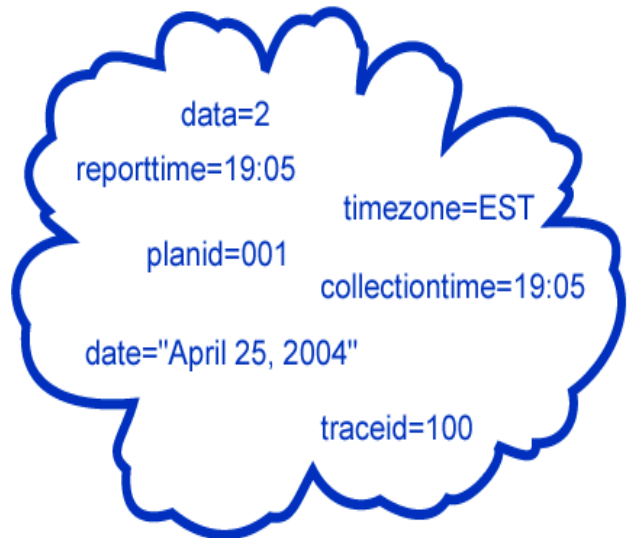 data=2
reporttime=19:05
timezone=EST
planid=001
collectiontime=19:05
date="April 25, 2004"
traceid=100